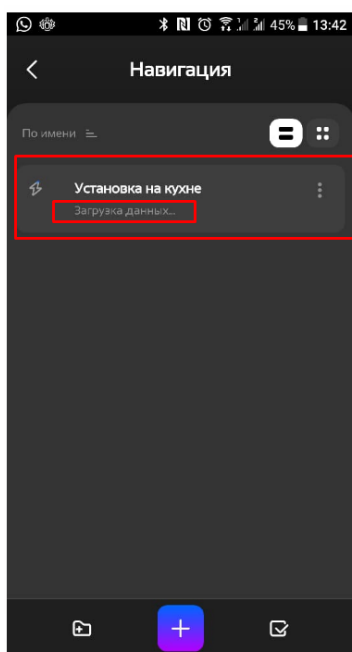 45% 13:42
Навигация
По имени
Установка на кухне
Загрузка данных...